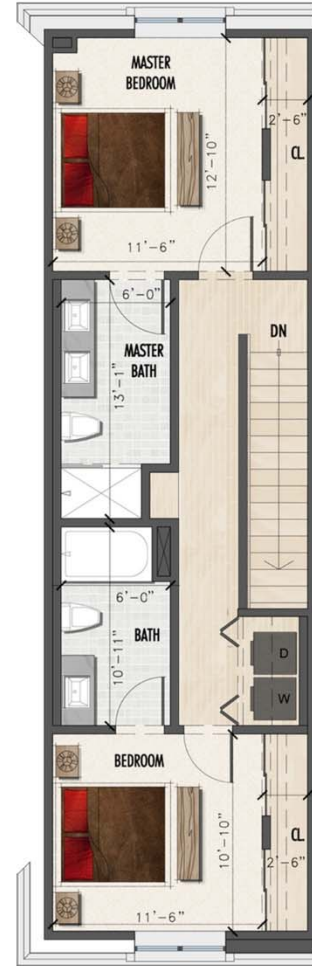 MASTER
BEDROOM
2'-6"
CL
12'-10"
11'-6"
6'-0"
DN
MASTER
BATH
13'-1"
6'-0"
BATH
10'-11"
D
W
BEDROOM
10'-10"
CL
2'-6"
11'-6"